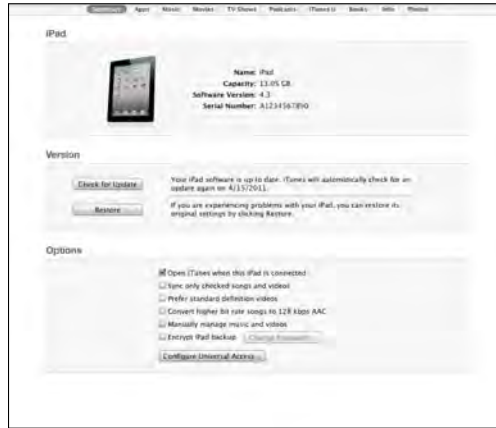 Summary Apps Music Movies TV Shows Podcasts iTunes U Books Info Photos
iPad
Name: iPad
Capacity: 13.05 GB
Software Version: 4.3
Serial Number: A1234567890
Version
Check for Update
Your iPad software is up to date. iTunes will automatically check for an
update again on 4/15/2011.
Restore
If you are experiencing problems with your iPad, you can restore its
original settings by clicking Restore.
Options
Open iTunes when this iPad is connected
Sync only checked songs and videos
Prefer standard definition videos
Convert higher bit rate songs to 128 kbps AAC
Manually manage music and videos
Encrypt iPad backup Change Password...
Configure Universal Access...